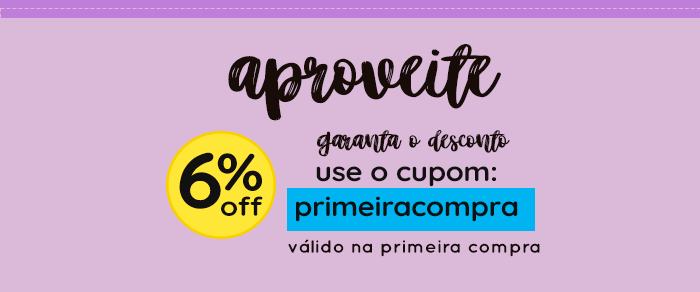 aproveite
garanta o desconto
6%
off
use o cupom:
primeiracompra
válido na primeira compra